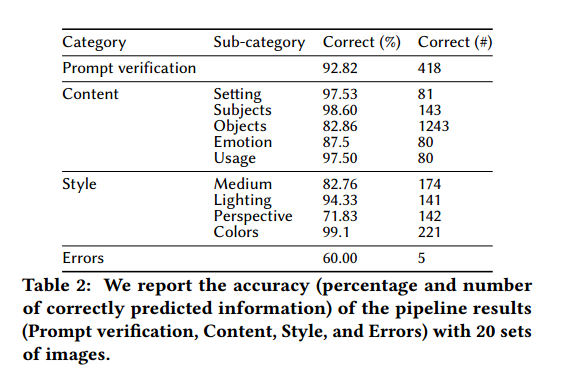 Category Sub-category Correct (%) Correct (#)
Prompt verification 92.82 418
Content Setting 97.53 81
Subjects 98.60 143
Objects 82.86 1243
Emotion 87.5 80
Usage 97.50 80
Style Medium 82.76 174
Lighting 94.33 141
Perspective 71.83 142
Colors 99.1 221
Errors 60.00 5
Table 2: We report the accuracy (percentage and number
of correctly predicted information) of the pipeline results
(Prompt verification, Content, Style, and Errors) with 20 sets
of images.